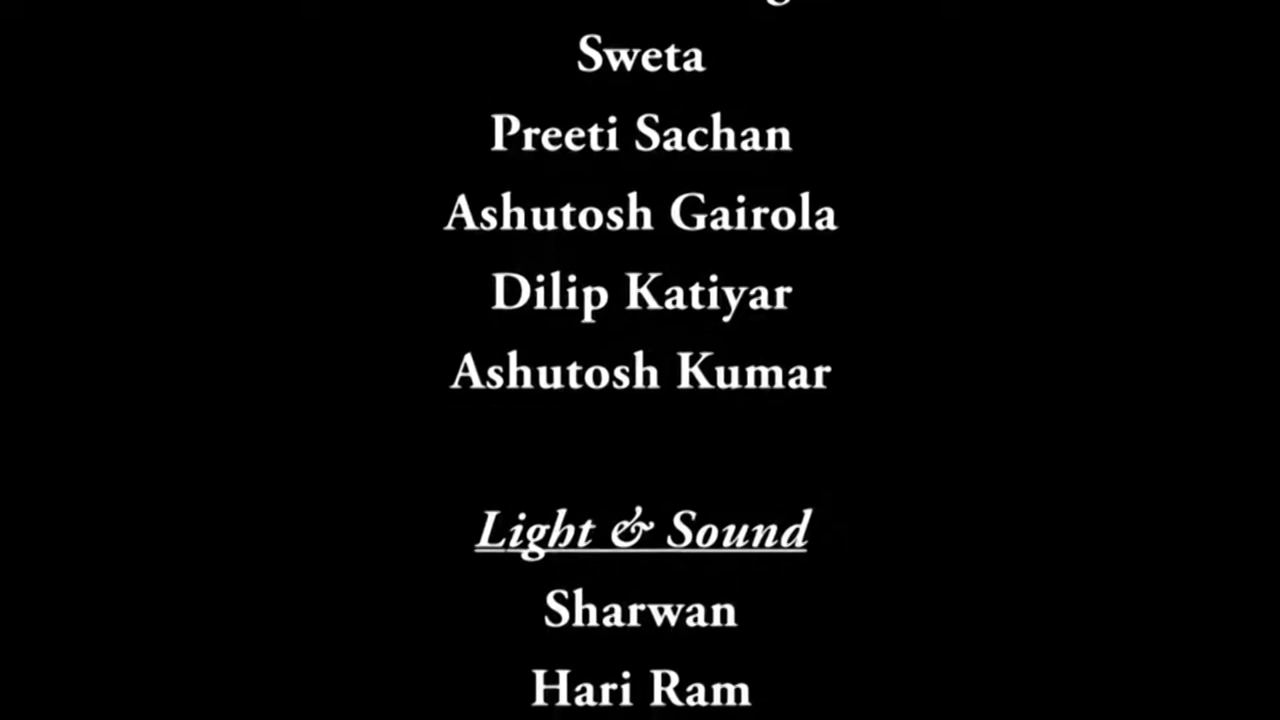 Sweta
Preeti Sachan
Ashutosh Gairola
Dilip Katiyar
Ashutosh Kumar
Light & Sound
Sharwan
Hari Ram